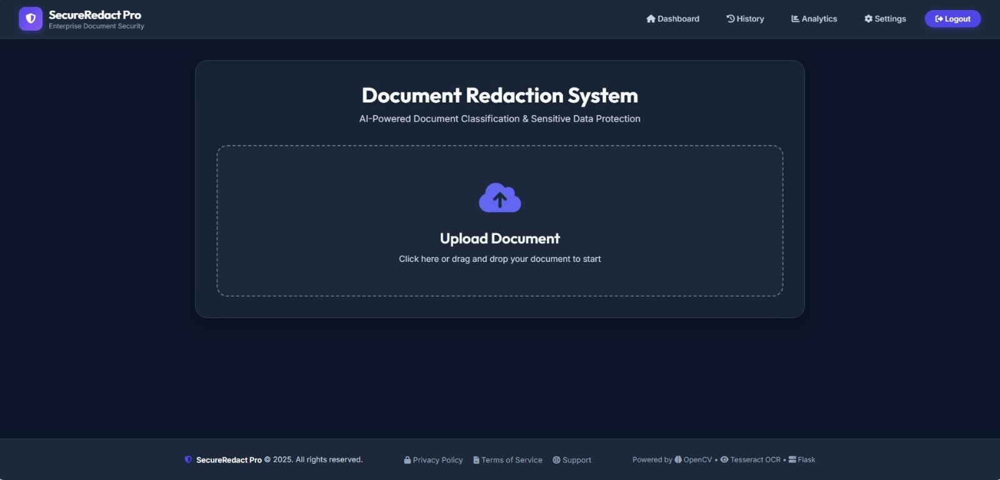 SecureRedact Pro
Enterprise Document Security
Dashboard
History
Analytics
Settings
Logout
Document Redaction System
AI-Powered Document Classification & Sensitive Data Protection
Upload Document
Click here or drag and drop your document to start
SecureRedact Pro © 2025. All rights reserved.
Privacy Policy
Terms of Service
Support
Powered by OpenCV • Tesseract OCR • Flask